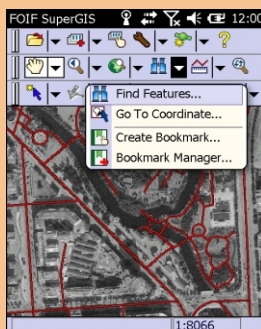 FOIF SuperGIS 12:00
Find Features...
Go To Coordinate...
Create Bookmark...
Bookmark Manager...
1:8066